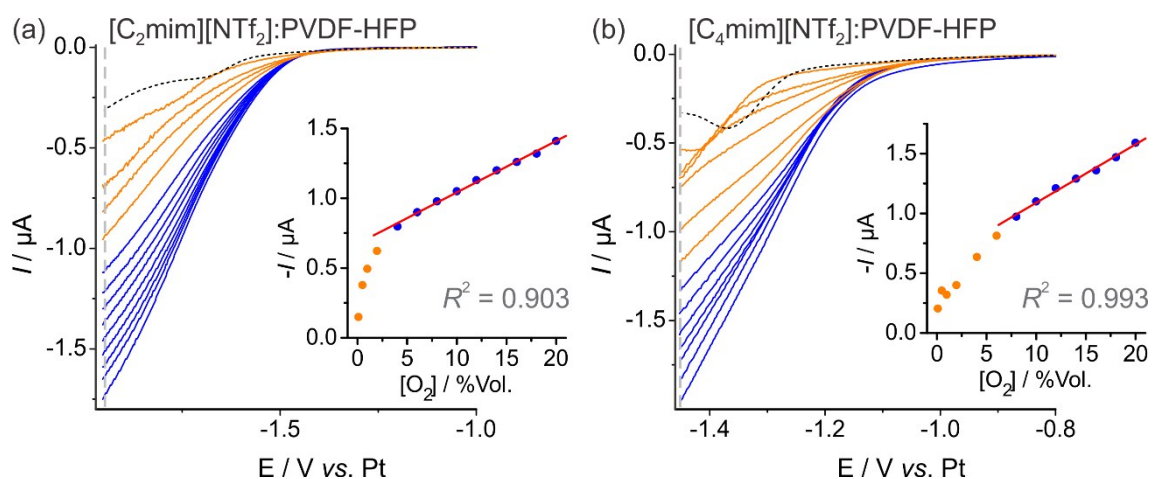 (a) [C₂mim][NTf₂]:PVDF-HFP
0.0
-0.5
-1.0
-1.5
I / µA
-1.5
-1.0
E / V vs. Pt
1.5
1.0
0.5
0.0
-I / µA
R² = 0.903
0 5 10 15 20
[O₂] / %Vol.
(b) [C₄mim][NTf₂]:PVDF-HFP
0.0
-0.5
-1.0
-1.5
I / µA
-1.4 -1.2 -1.0 -0.8
E / V vs. Pt
1.5
1.0
0.5
0.0
-I / µA
R² = 0.993
0 5 10 15 20
[O₂] / %Vol.